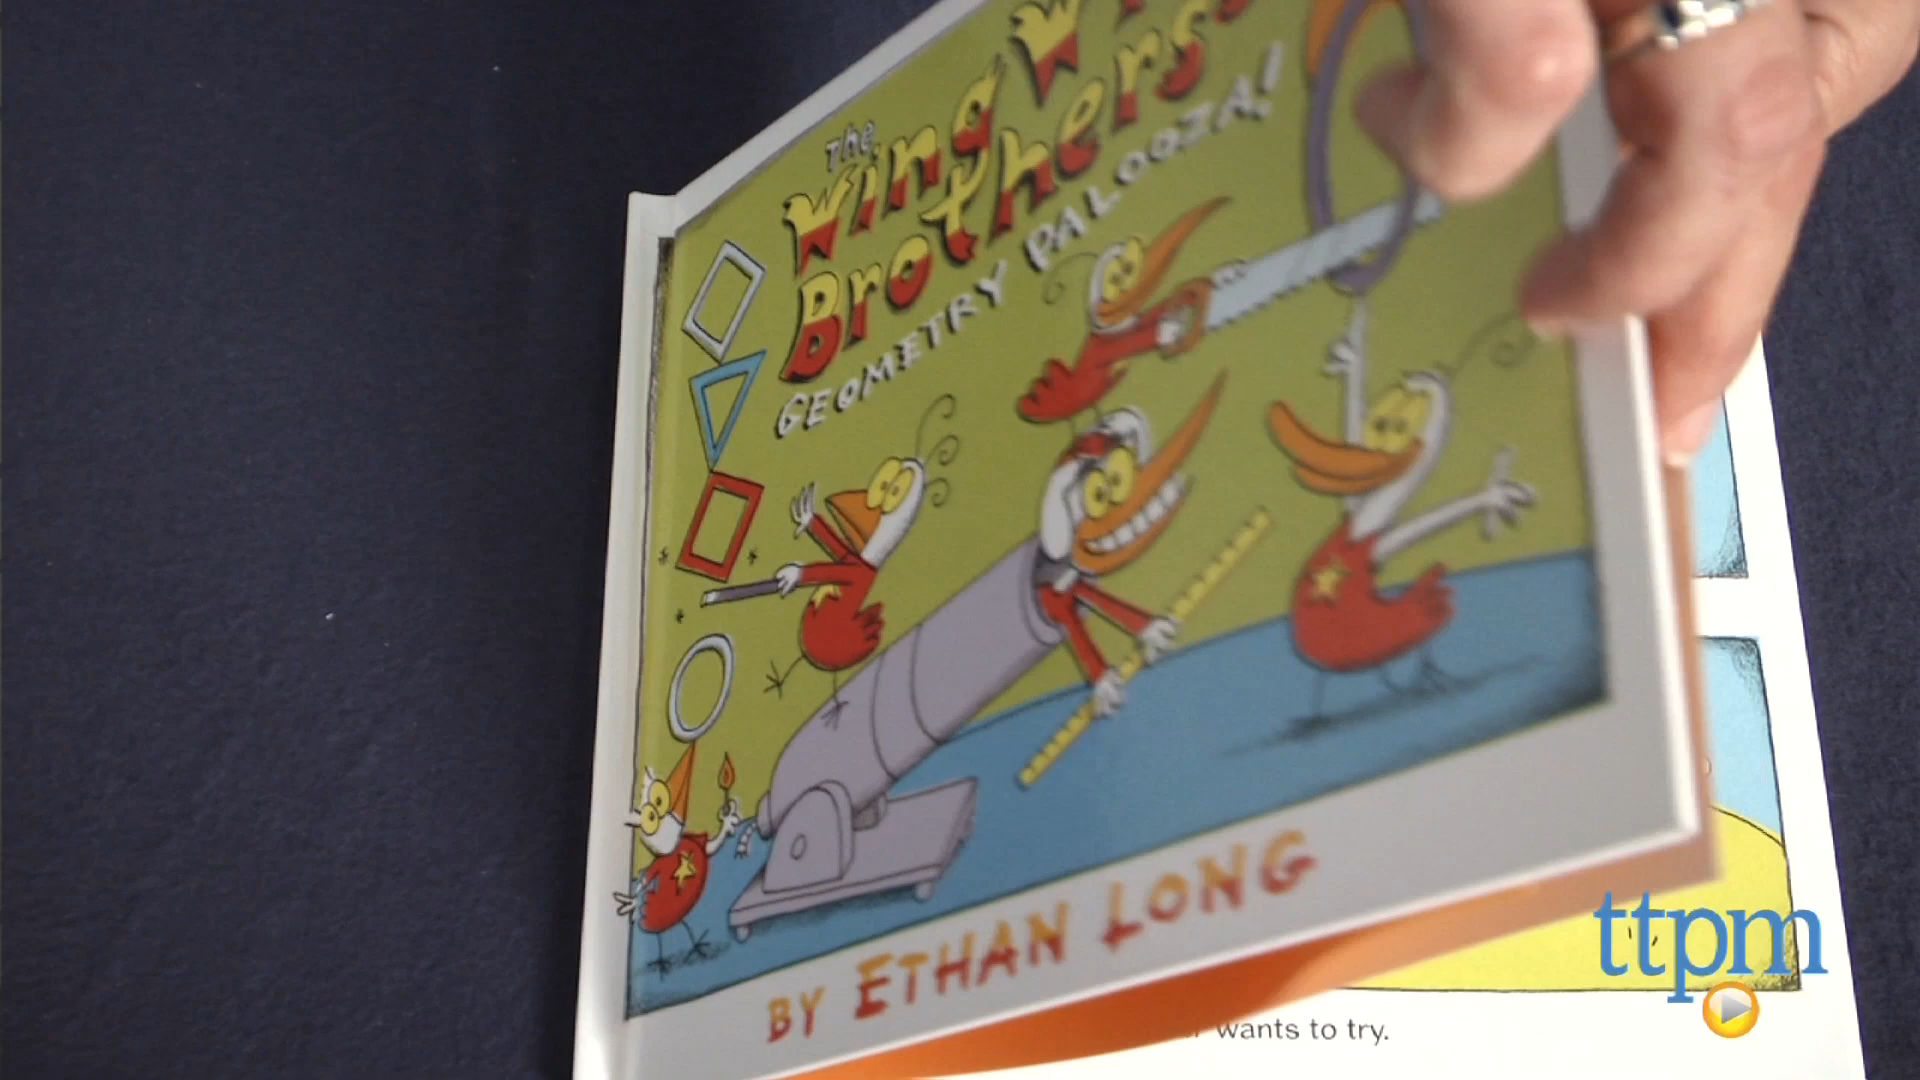 The
Wing Wing
Brothers
GEOMETRY PALOOZA!
BY ETHAN LONG
wants to try.
ttpm